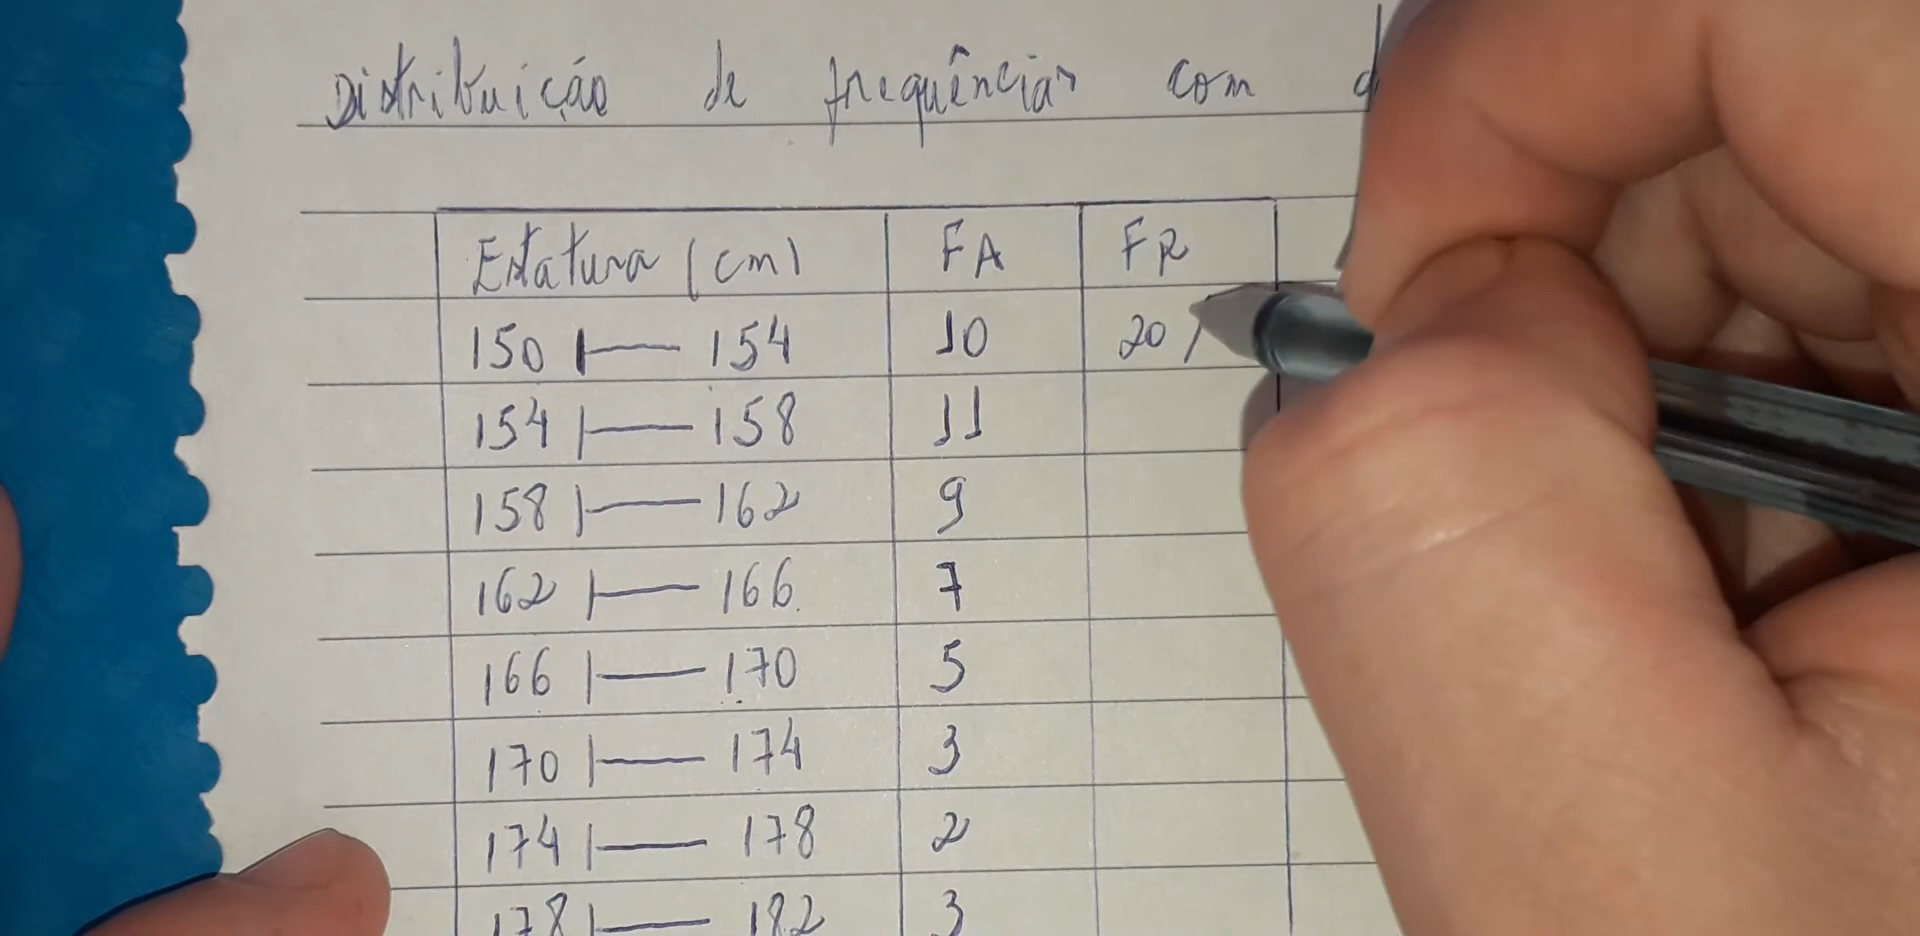 Distribuição de frequências com d
Estatura (cm) FA FR
150 |— 154 10 20 /
154 |— 158 11
158 |— 162 9
162 |— 166 7
166 |— 170 5
170 |— 174 3
174 |— 178 2
178 |— 182 3